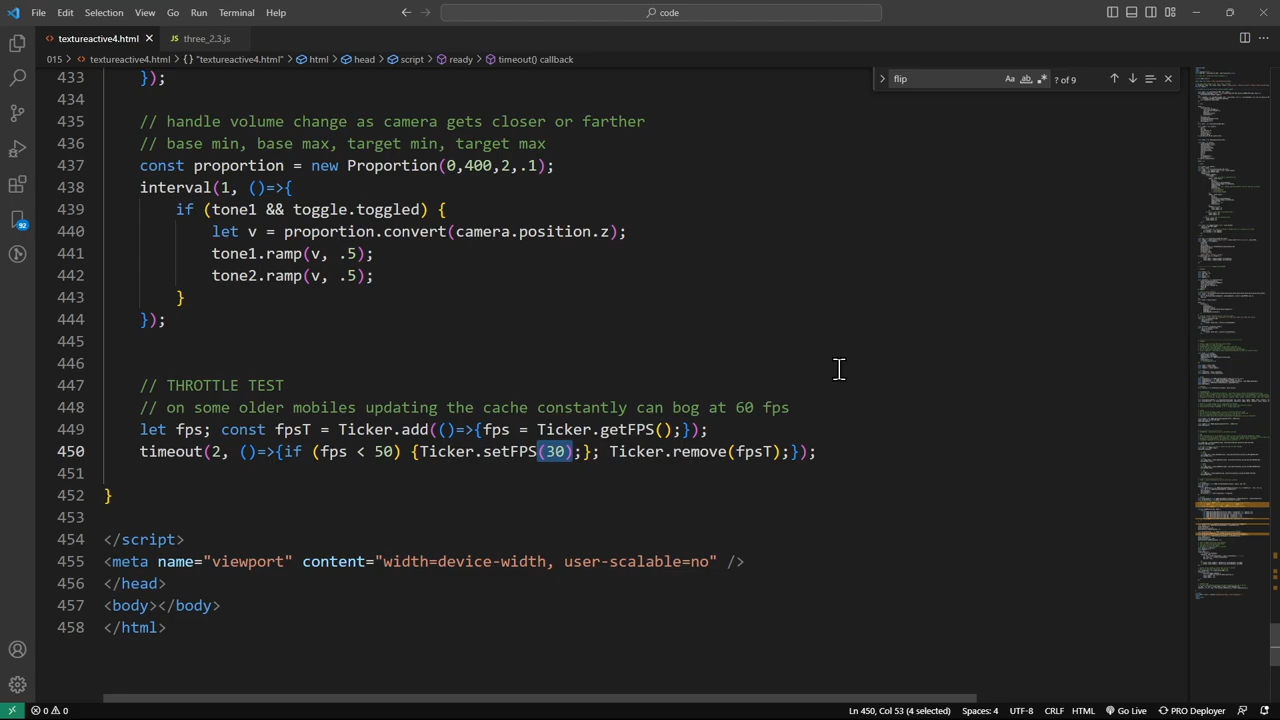 File Edit Selection View Go Run Terminal Help
code
textureactive4.html
three_2.3.js
015 textureactive4.html "textureactive4.html" html head script ready timeout() callback
flip
Aa ab ? of 9
433 });
434
435 // handle volume change as camera gets closer or farther
436 // base min, base max, target min, target max
437 const proportion = new Proportion(0,400,2,.1);
438 interval(1, ()=>{
439 if (tone1 && toggle.toggled) {
440 let v = proportion.convert(camera.position.z);
441 tone1.ramp(v, .5);
442 tone2.ramp(v, .5);
443 }
444 });
445
446
447 // THROTTLE TEST
448 // on some older mobiles updating the cache constantly can bog at 60 fps
449 let fps; const fpsT = Ticker.add(()=>{fps = Ticker.getFPS();});
450 timeout(2, ()=>{if (fps 50) { (30);}; Ticker.remove(fpsT);});
451
452 }
453
454 </script>
455 <meta name="viewport" content="width=device-width, user-scalable=no" />
456 </head>
457 <body></body>
458 </html>
92
0 0
Ln 450, Col 53 (4 selected) Spaces: 4 UTF-8 CRLF HTML Go Live PRO Deployer